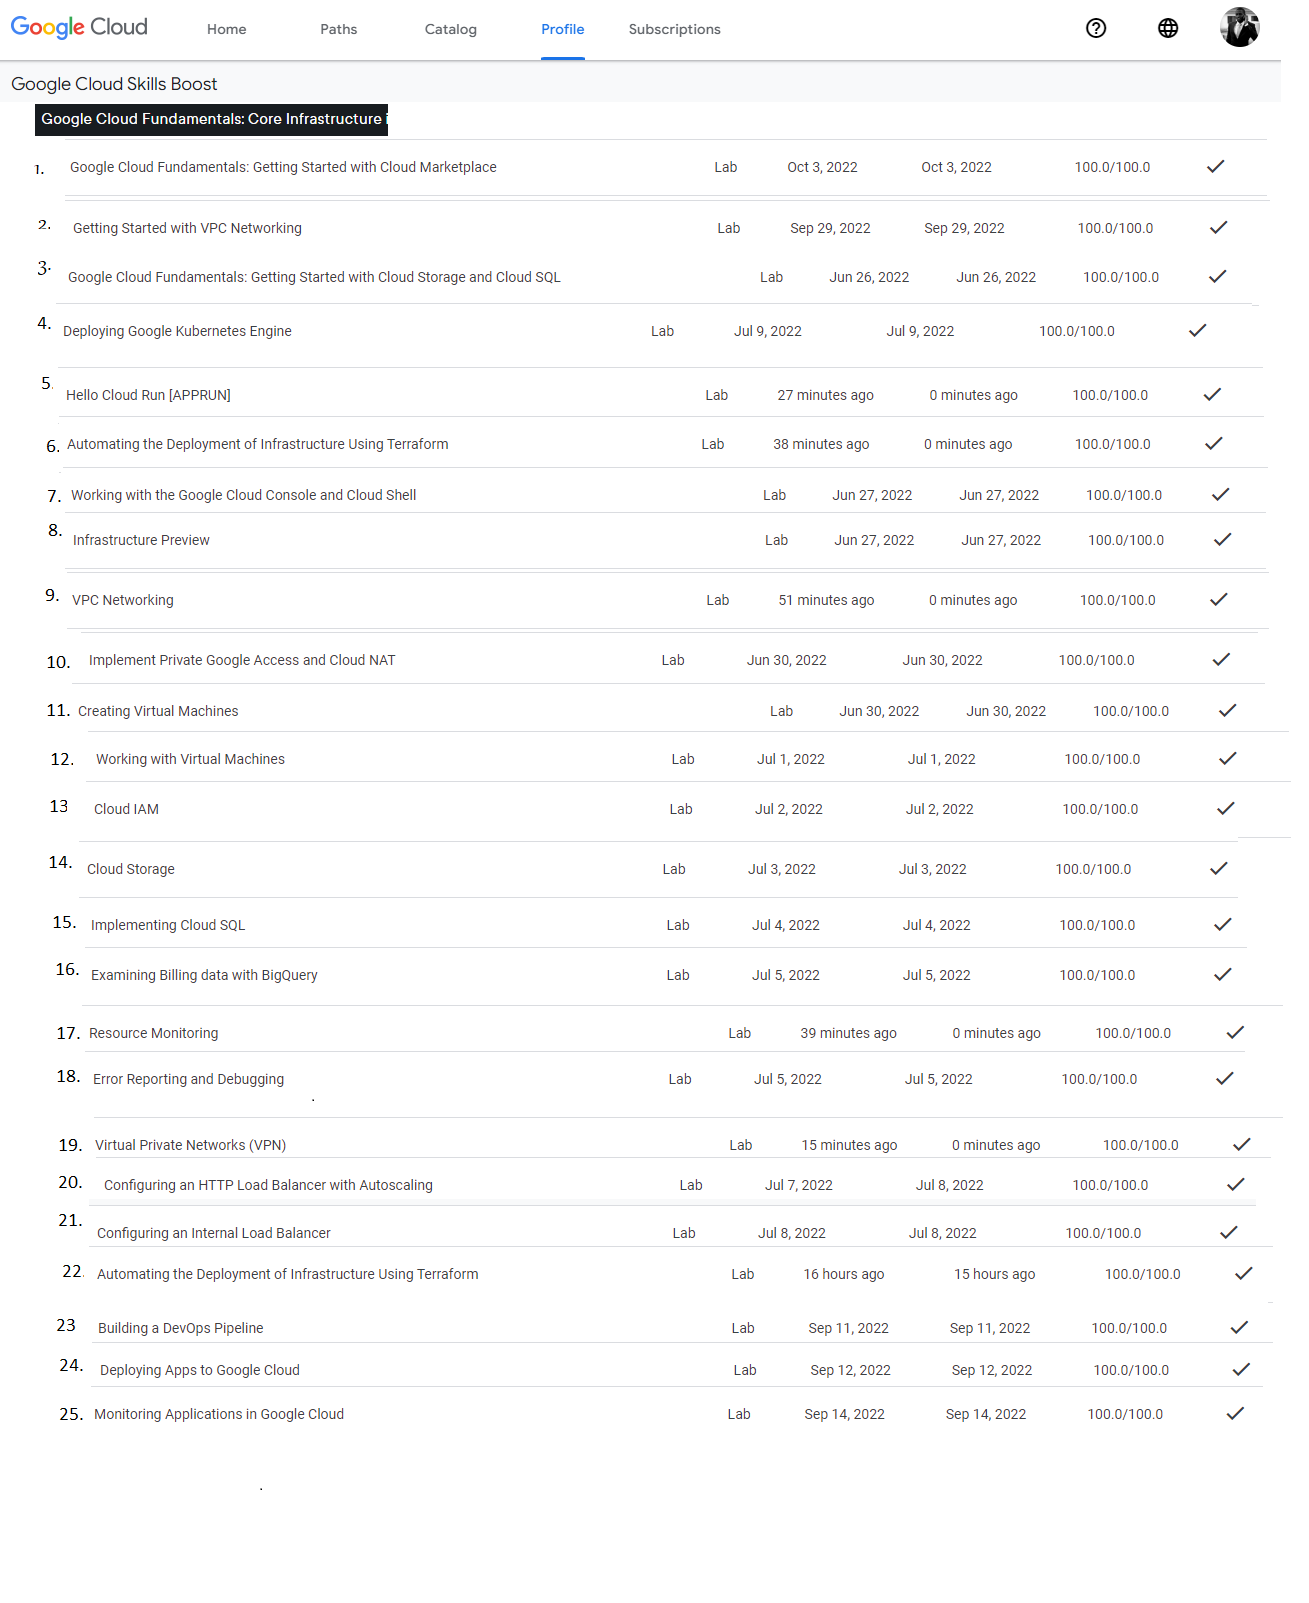 Google Cloud Home Paths Catalog Profile Subscriptions
Google Cloud Skills Boost
Google Cloud Fundamentals: Core Infrastructure i
1. Google Cloud Fundamentals: Getting Started with Cloud Marketplace Lab Oct 3, 2022 Oct 3, 2022 100.0/100.0
2. Getting Started with VPC Networking Lab Sep 29, 2022 Sep 29, 2022 100.0/100.0
3. Google Cloud Fundamentals: Getting Started with Cloud Storage and Cloud SQL Lab Jun 26, 2022 Jun 26, 2022 100.0/100.0
4. Deploying Google Kubernetes Engine Lab Jul 9, 2022 Jul 9, 2022 100.0/100.0
5. Hello Cloud Run [APPRUN] Lab 27 minutes ago 0 minutes ago 100.0/100.0
6. Automating the Deployment of Infrastructure Using Terraform Lab 38 minutes ago 0 minutes ago 100.0/100.0
7. Working with the Google Cloud Console and Cloud Shell Lab Jun 27, 2022 Jun 27, 2022 100.0/100.0
8. Infrastructure Preview Lab Jun 27, 2022 Jun 27, 2022 100.0/100.0
9. VPC Networking Lab 51 minutes ago 0 minutes ago 100.0/100.0
10. Implement Private Google Access and Cloud NAT Lab Jun 30, 2022 Jun 30, 2022 100.0/100.0
11. Creating Virtual Machines Lab Jun 30, 2022 Jun 30, 2022 100.0/100.0
12. Working with Virtual Machines Lab Jul 1, 2022 Jul 1, 2022 100.0/100.0
13 Cloud IAM Lab Jul 2, 2022 Jul 2, 2022 100.0/100.0
14. Cloud Storage Lab Jul 3, 2022 Jul 3, 2022 100.0/100.0
15. Implementing Cloud SQL Lab Jul 4, 2022 Jul 4, 2022 100.0/100.0
16. Examining Billing data with BigQuery Lab Jul 5, 2022 Jul 5, 2022 100.0/100.0
17. Resource Monitoring Lab 39 minutes ago 0 minutes ago 100.0/100.0
18. Error Reporting and Debugging Lab Jul 5, 2022 Jul 5, 2022 100.0/100.0
19. Virtual Private Networks (VPN) Lab 15 minutes ago 0 minutes ago 100.0/100.0
20. Configuring an HTTP Load Balancer with Autoscaling Lab Jul 7, 2022 Jul 8, 2022 100.0/100.0
21. Configuring an Internal Load Balancer Lab Jul 8, 2022 Jul 8, 2022 100.0/100.0
22. Automating the Deployment of Infrastructure Using Terraform Lab 16 hours ago 15 hours ago 100.0/100.0
23 Building a DevOps Pipeline Lab Sep 11, 2022 Sep 11, 2022 100.0/100.0
24. Deploying Apps to Google Cloud Lab Sep 12, 2022 Sep 12, 2022 100.0/100.0
25. Monitoring Applications in Google Cloud Lab Sep 14, 2022 Sep 14, 2022 100.0/100.0